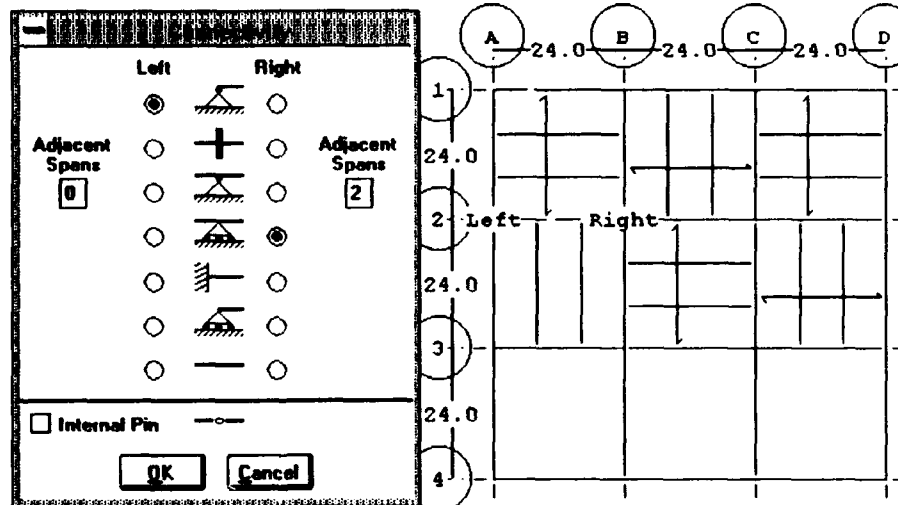 Connectivity
Left Right
Adjacent
Spans
0
Adjacent
Spans
2
Internal Pin
OK Cancel
A B C D
24.0 24.0 24.0
1
24.0
2 Left Right
24.0
3
24.0
4